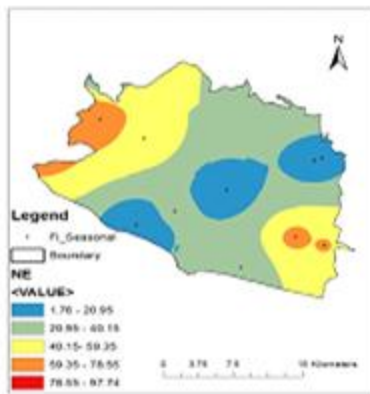 N
Legend
FI_Seasonal
Boundary
NE
<VALUE>
1.76 - 20.95
20.95 - 40.15
40.15- 59.35
59.35 - 78.55
78.55 - 97.74
0 3.75 7.5 15 Kilometers